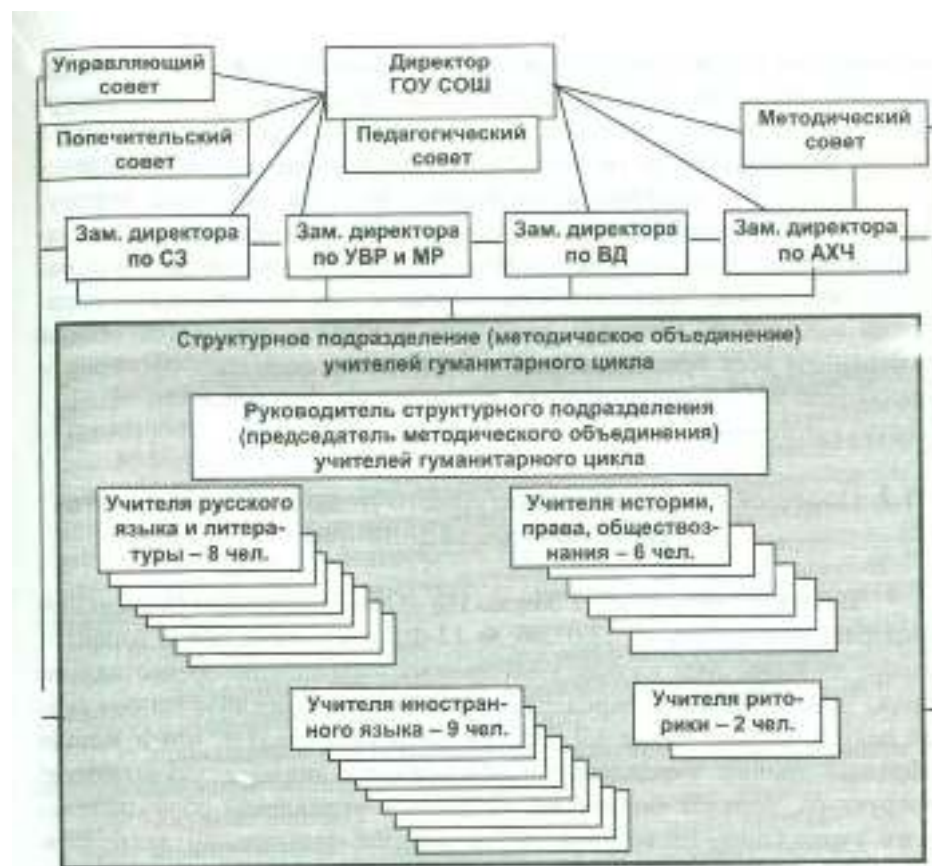 Управляющий
совет
Директор
ГОУ СОШ
Попечительский
совет
Педагогический
совет
Методический
совет
Зам. директора
по СЗ
Зам. директора
по УВР и МР
Зам. директора
по ВД
Зам. директора
по АХЧ
Структурное подразделение (методическое объединение)
учителей гуманитарного цикла
Руководитель структурного подразделения
(председатель методического объединения)
учителей гуманитарного цикла
Учителя русского
языка и литера-
туры – 8 чел.
Учителя истории,
права, обществоз-
нания – 6 чел.
Учителя иностран-
ного языка – 9 чел.
Учителя рито-
рики – 2 чел.